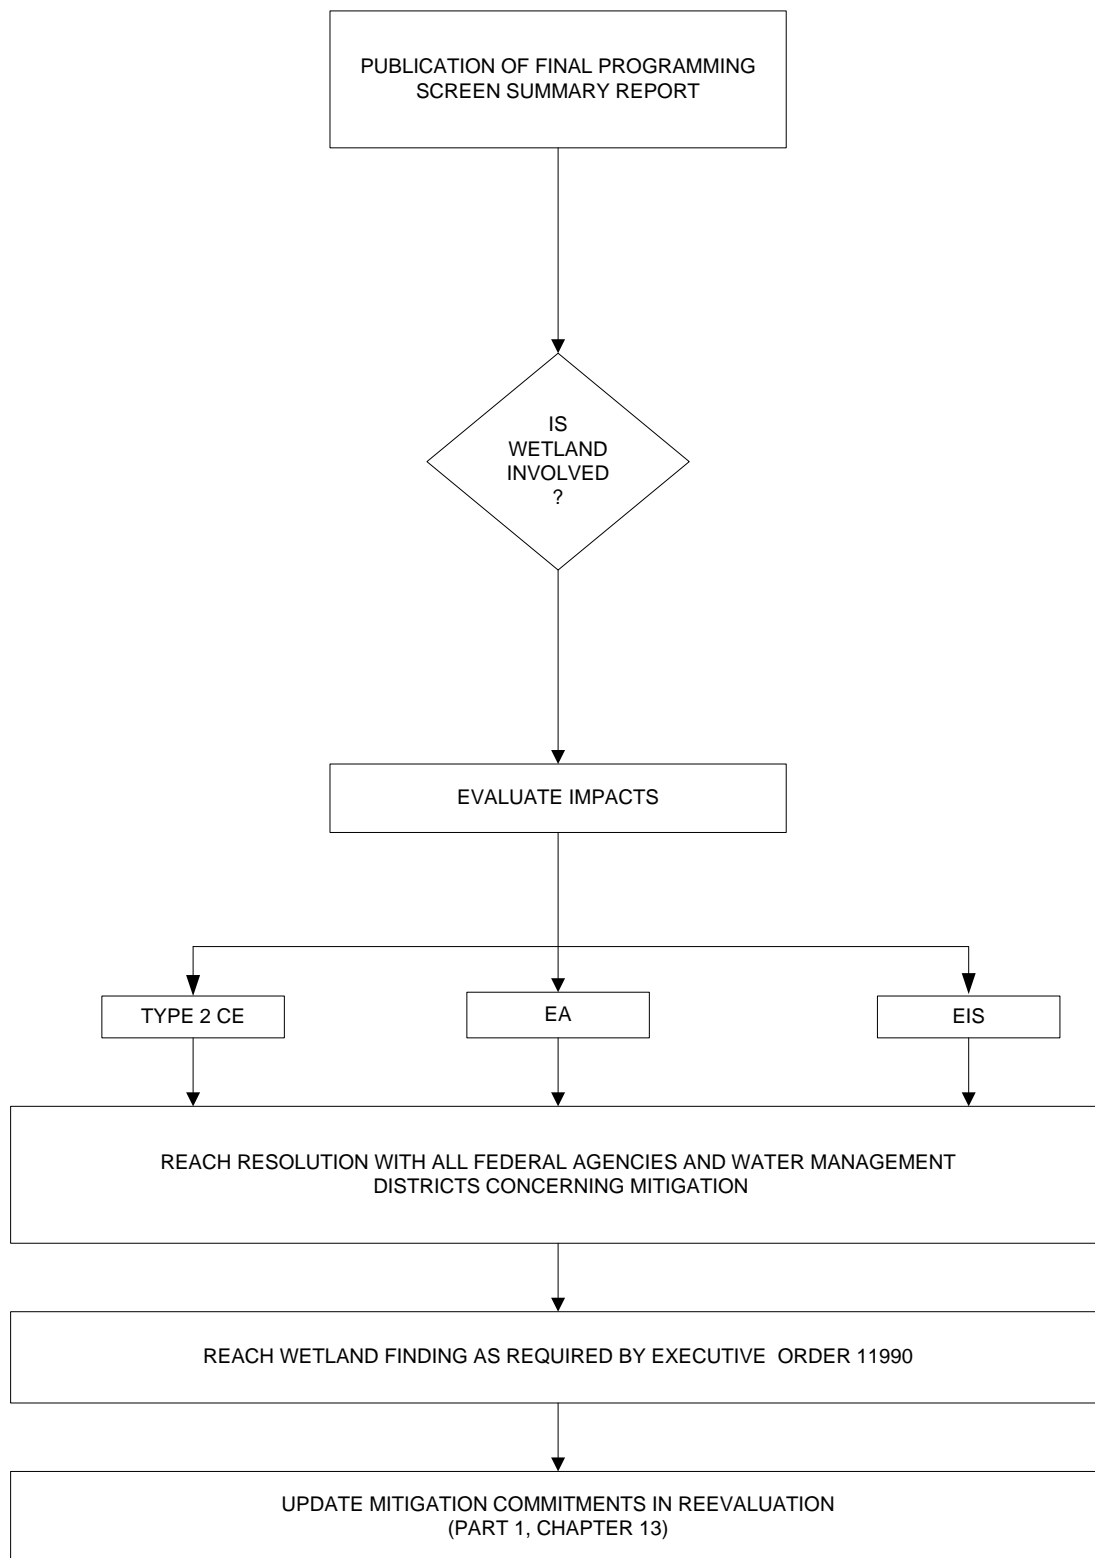 PUBLICATION OF FINAL PROGRAMMING
SCREEN SUMMARY REPORT
IS
WETLAND
INVOLVED
?
EVALUATE IMPACTS
TYPE 2 CE
EA
EIS
REACH RESOLUTION WITH ALL FEDERAL AGENCIES AND WATER MANAGEMENT
DISTRICTS CONCERNING MITIGATION
REACH WETLAND FINDING AS REQUIRED BY EXECUTIVE ORDER 11990
UPDATE MITIGATION COMMITMENTS IN REEVALUATION
(PART 1, CHAPTER 13)